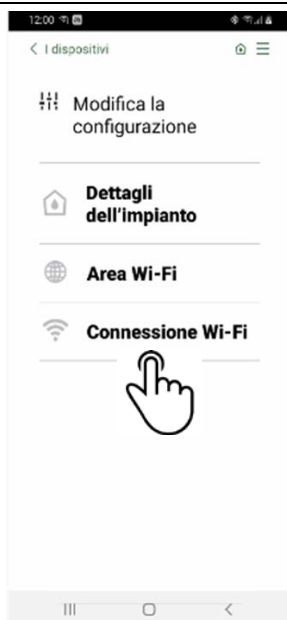 12:00
I dispositivi
Modifica la
configurazione
Dettagli
dell'impianto
Area Wi-Fi
Connessione Wi-Fi